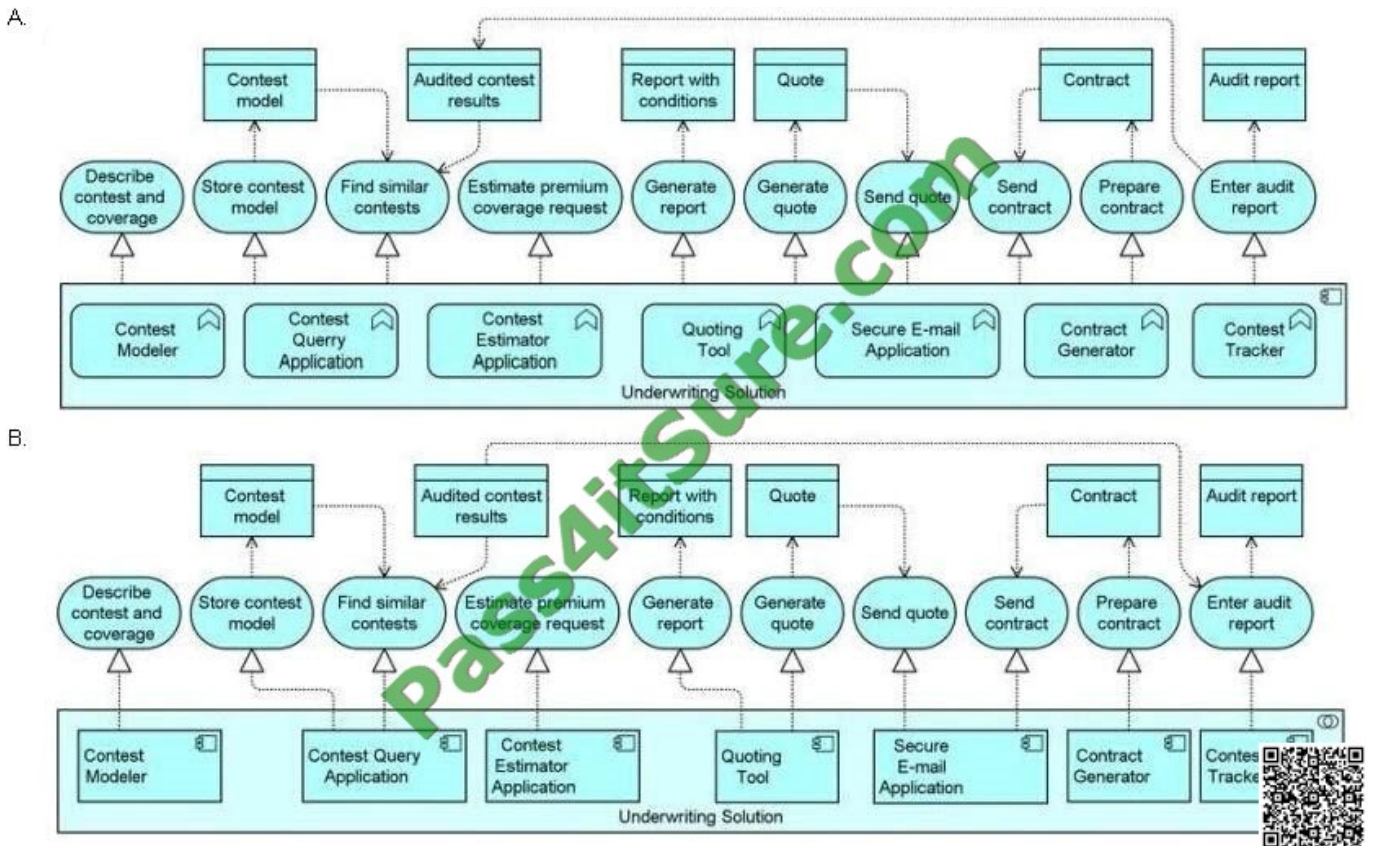 A.
Contest
model
Audited contest
results
Report with
conditions
Quote
Contract
Audit report
Describe
contest and
coverage
Store contest
model
Find similar
contests
Estimate premium
coverage request
Generate
report
Generate
quote
Send quote
Send
contract
Prepare
contract
Enter audit
report
Contest
Modeler
Contest
Querry
Application
Contest
Estimator
Application
Quoting
Tool
Secure E-mail
Application
Contract
Generator
Contest
Tracker
Underwriting Solution
B.
Contest
model
Audited contest
results
Report with
conditions
Quote
Contract
Audit report
Describe
contest and
coverage
Store contest
model
Find similar
contests
Estimate premium
coverage request
Generate
report
Generate
quote
Send quote
Send
contract
Prepare
contract
Enter audit
report
Contest
Modeler
Contest Query
Application
Contest
Estimator
Application
Quoting
Tool
Secure
E-mail
Application
Contract
Generator
Underwriting Solution
Pass4itSure.com